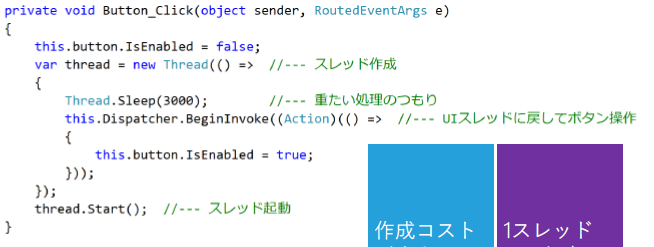 private void Button_Click(object sender, RoutedEventArgs e)
{
    this.button.IsEnabled = false;
    var thread = new Thread(() =>  //--- スレッド作成
    {
        Thread.Sleep(3000);        //--- 重たい処理のつもり
        this.Dispatcher.BeginInvoke((Action)(() =>  //--- UIスレッドに戻してボタン操作
        {
            this.button.IsEnabled = true;
        }));
    });
    thread.Start();  //--- スレッド起動
}
作成コスト
1スレッド